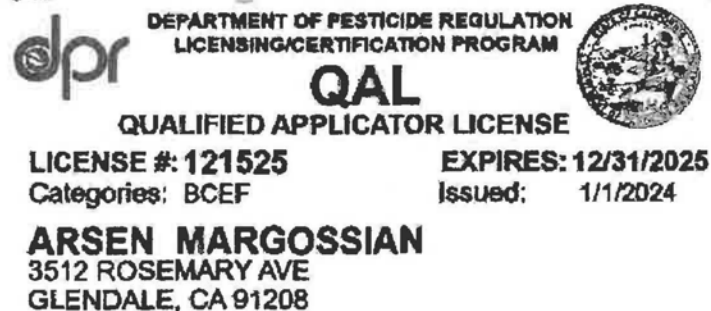 dpr
DEPARTMENT OF PESTICIDE REGULATION
LICENSING/CERTIFICATION PROGRAM
QAL
QUALIFIED APPLICATOR LICENSE
LICENSE #: 121525 EXPIRES: 12/31/2025
Categories: BCEF Issued: 1/1/2024
ARSEN MARGOSSIAN
3512 ROSEMARY AVE
GLENDALE, CA 91208